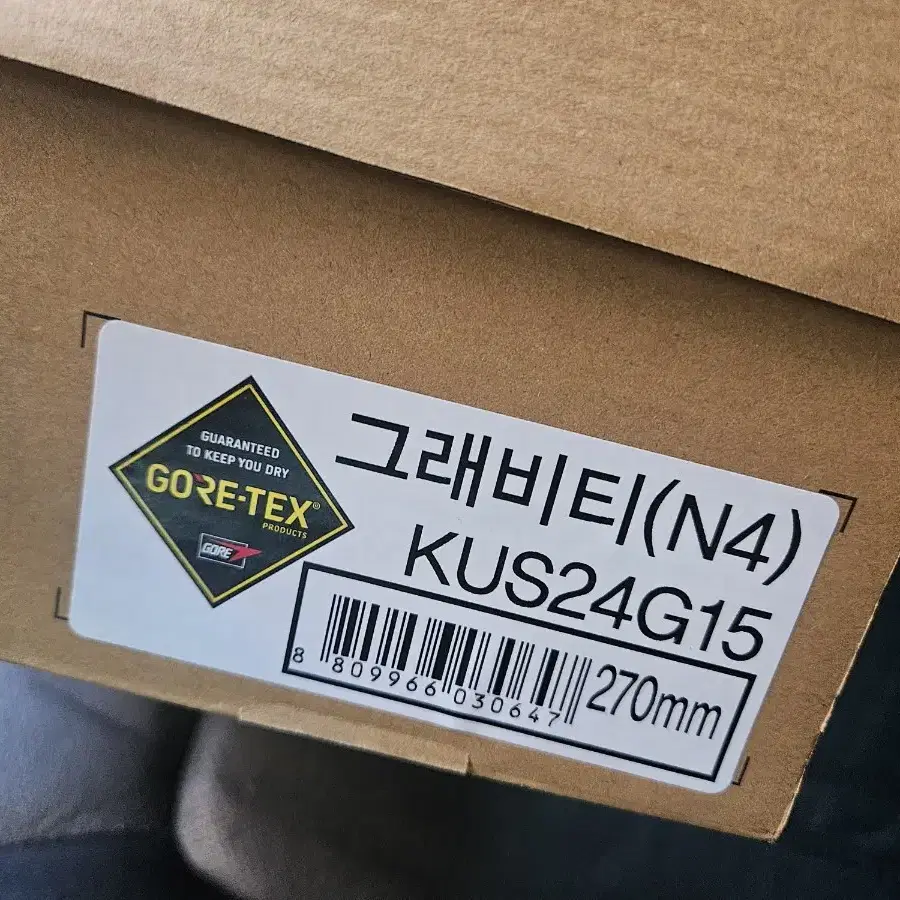 GUARANTEED
TO KEEP YOU DRY
GORE-TEX®
PRODUCTS
GORE
그래비티(N4)
KUS24G15
8 809966 030647
270mm